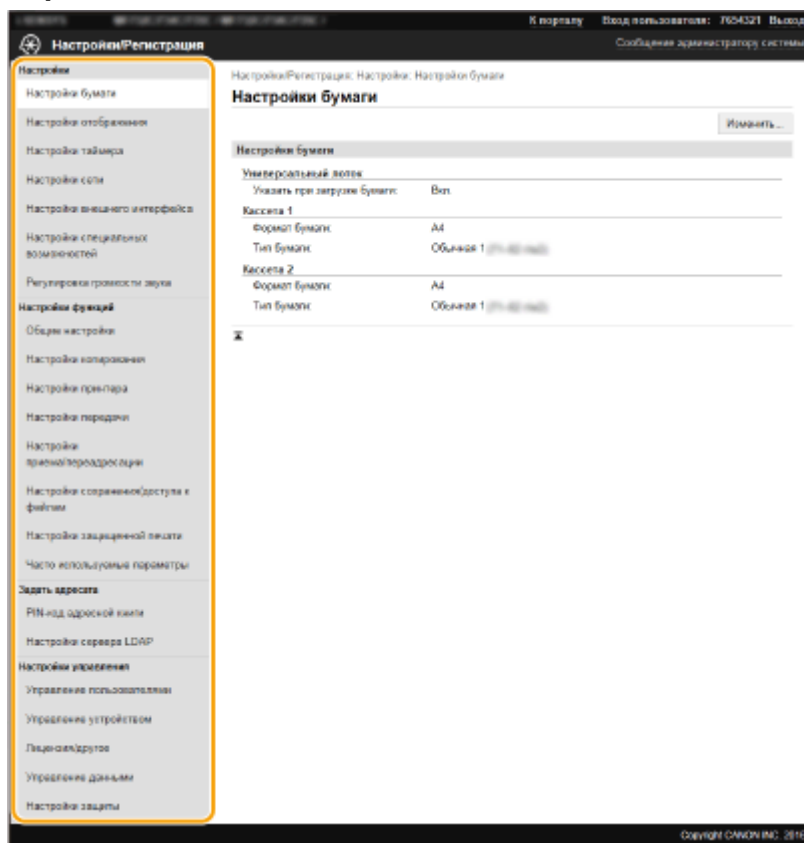 К порталу Вход пользователя: 7654321 Выход
Настройки/Регистрация
Сообщение администратору системы
Настройки
Настройки бумаги
Настройки отображения
Настройки таймера
Настройки сети
Настройки внешнего интерфейса
Настройки специальных
возможностей
Регулировка громкости звука
Настройки функций
Общие настройки
Настройки копирования
Настройки принтера
Настройки передачи
Настройки
приема/переадресации
Настройки сохранения/доступа к
файлам
Настройки защищенной печати
Часто используемые параметры
Задать адресата
PIN-код адресной книги
Настройки сервера LDAP
Настройки управления
Управление пользователями
Управление устройством
Лицензия/другое
Управление данными
Настройки защиты
Настройки/Регистрация: Настройки: Настройки бумаги
Настройки бумаги
Изменить...
Настройки бумаги
Универсальный лоток
Указать при загрузке бумаги: Вкл.
Кассета 1
Формат бумаги: A4
Тип бумаги: Обычная 1
Кассета 2
Формат бумаги: A4
Тип бумаги: Обычная 1
Copyright CANON INC. 2016